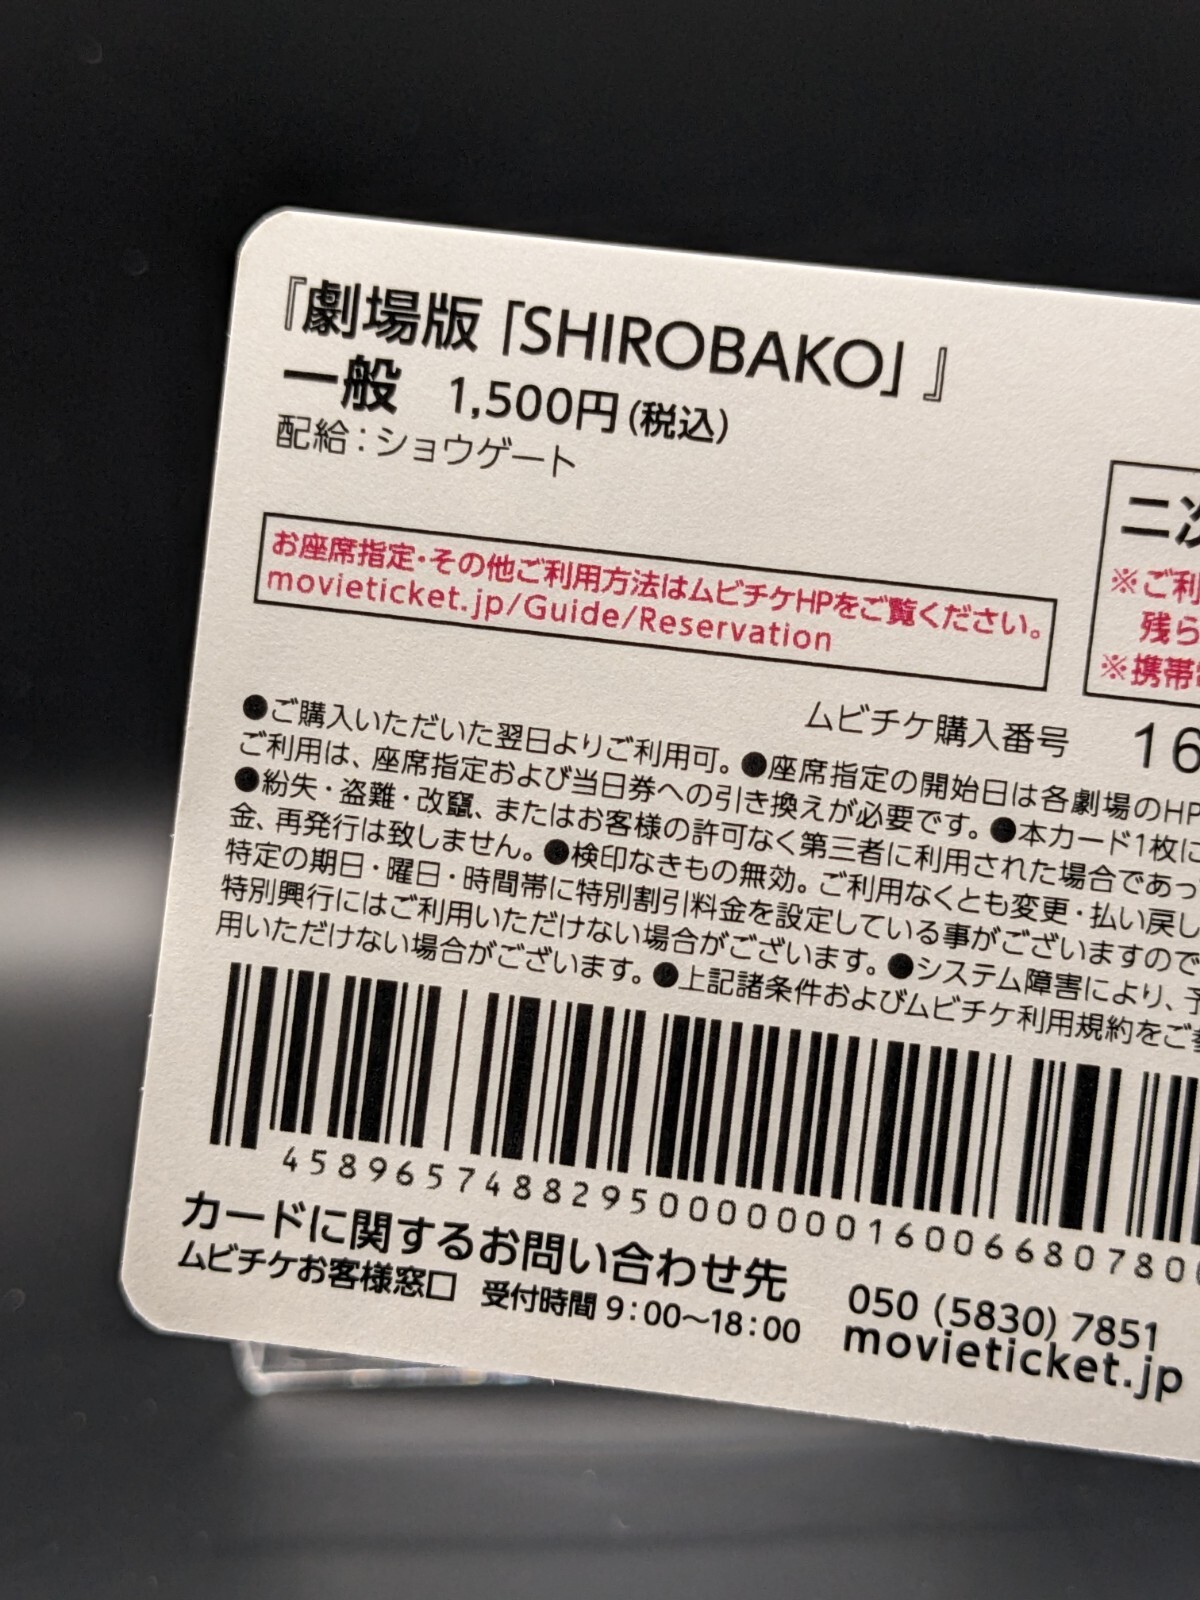 『劇場版「SHIROBAKO」』
一般 1,500円(税込)
配給:ショウゲート
お座席指定・その他ご利用方法はムビチケHPをご覧ください。
movieticket.jp/Guide/Reservation
二次
※ご利
残ら
※携帯
ムビチケ購入番号 16
●ご購入いただいた翌日よりご利用可。●座席指定の開始日は各劇場のHP
ご利用は、座席指定および当日券への引き換えが必要です。●本カード1枚に
●紛失・盗難・改竄、またはお客様の許可なく第三者に利用された場合であっ
金、再発行は致しません。●検印なきもの無効。ご利用なくとも変更・払い戻し
特定の期日・曜日・時間帯に特別割引料金を設定している事がございますので
特別興行にはご利用いただけない場合がございます。●システム障害により、予
用いただけない場合がございます。●上記諸条件およびムビチケ利用規約をご参
4589657488295000000016006680780
カードに関するお問い合わせ先
ムビチケお客様窓口 受付時間 9:00〜18:00
050 (5830) 7851
movieticket.jp